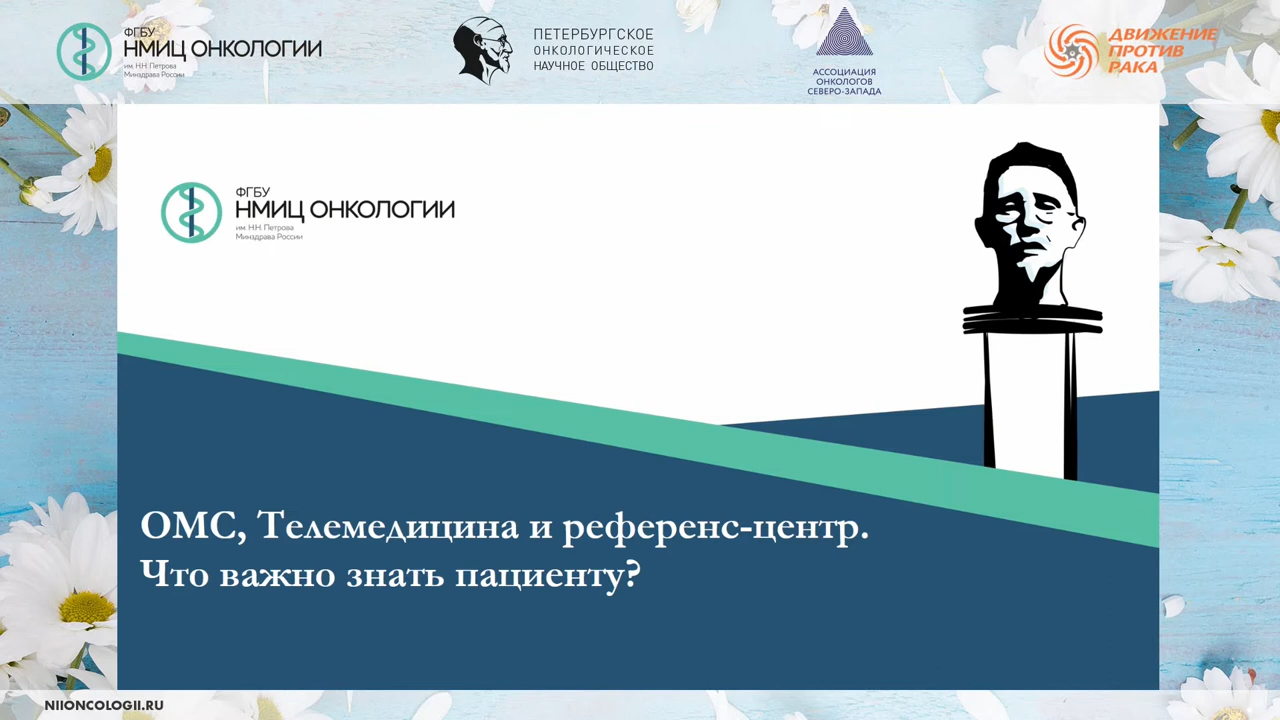 ФГБУ
НМИЦ ОНКОЛОГИИ
им. Н.Н. Петрова
Минздрава России
ПЕТЕРБУРГСКОЕ
ОНКОЛОГИЧЕСКОЕ
НАУЧНОЕ ОБЩЕСТВО
АССОЦИАЦИЯ
ОНКОЛОГОВ
СЕВЕРО-ЗАПАДА
ДВИЖЕНИЕ
ПРОТИВ
РАКА
ФГБУ
НМИЦ ОНКОЛОГИИ
им. Н.Н. Петрова
Минздрава России
ОМС, Телемедицина и референс-центр.
Что важно знать пациенту?
NIIONCOLOGII.RU